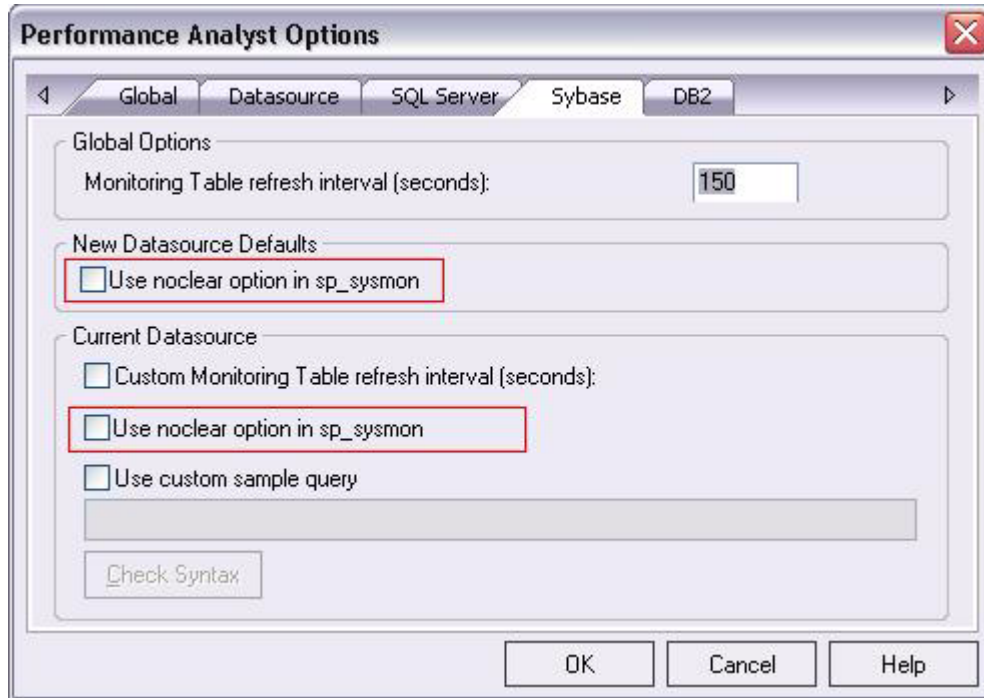 Performance Analyst Options
Global Datasource SQL Server Sybase DB2
Global Options
Monitoring Table refresh interval (seconds): 150
New Datasource Defaults
Use noclear option in sp_sysmon
Current Datasource
Custom Monitoring Table refresh interval (seconds):
Use noclear option in sp_sysmon
Use custom sample query
Check Syntax
OK Cancel Help